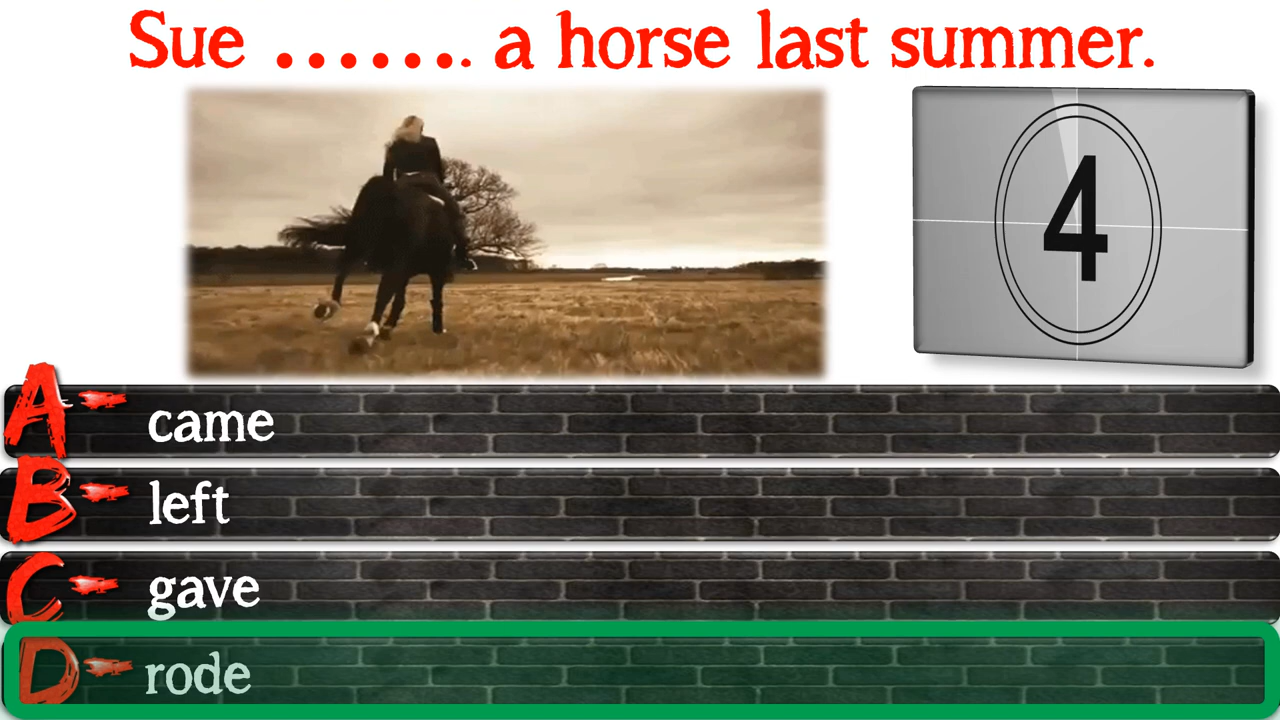 Sue ....... a horse last summer.
4
A- came
B- left
C- gave
D- rode